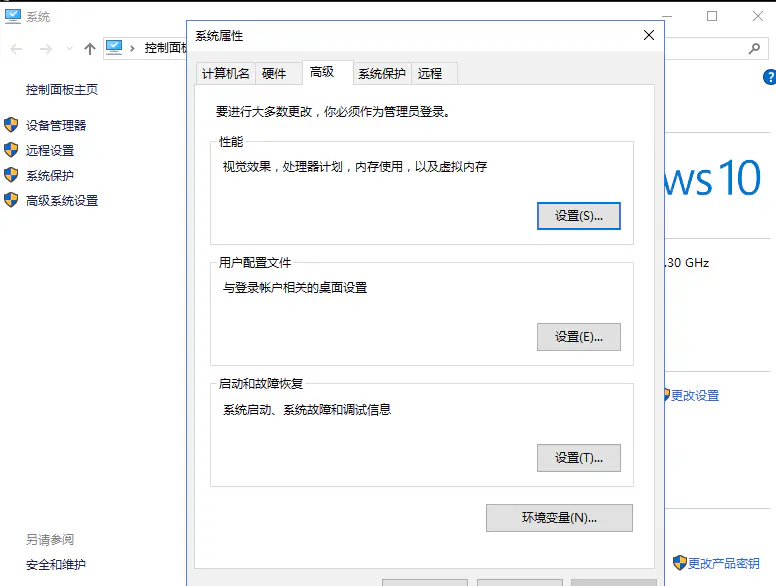 系统
控制面板主页
设备管理器
远程设置
系统保护
高级系统设置
另请参阅
安全和维护
系统属性
计算机名 硬件 高级 系统保护 远程
要进行大多数更改，你必须作为管理员登录。
性能
视觉效果，处理器计划，内存使用，以及虚拟内存
设置(S)...
用户配置文件
与登录帐户相关的桌面设置
设置(E)...
启动和故障恢复
系统启动、系统故障和调试信息
设置(T)...
环境变量(N)...
ws 10
.30 GHz
更改设置
更改产品密钥